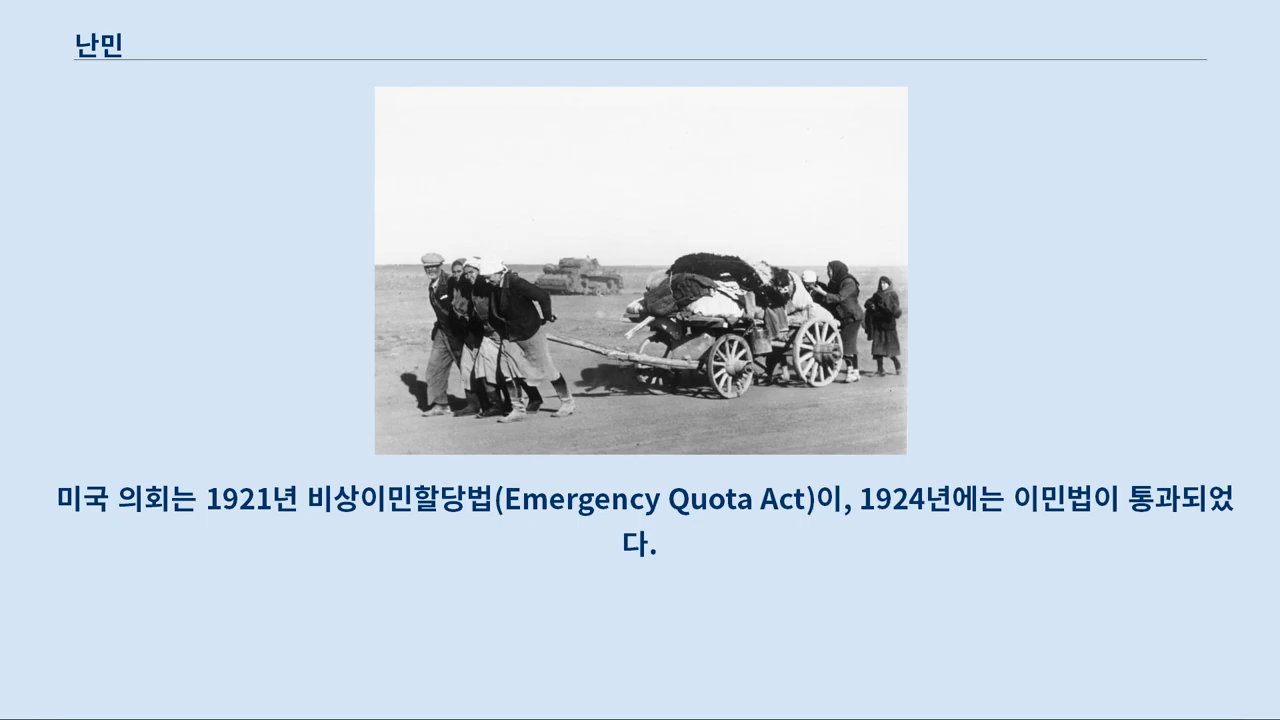 난민
미국 의회는 1921년 비상이민할당법(Emergency Quota Act)이, 1924년에는 이민법이 통과되었
다.